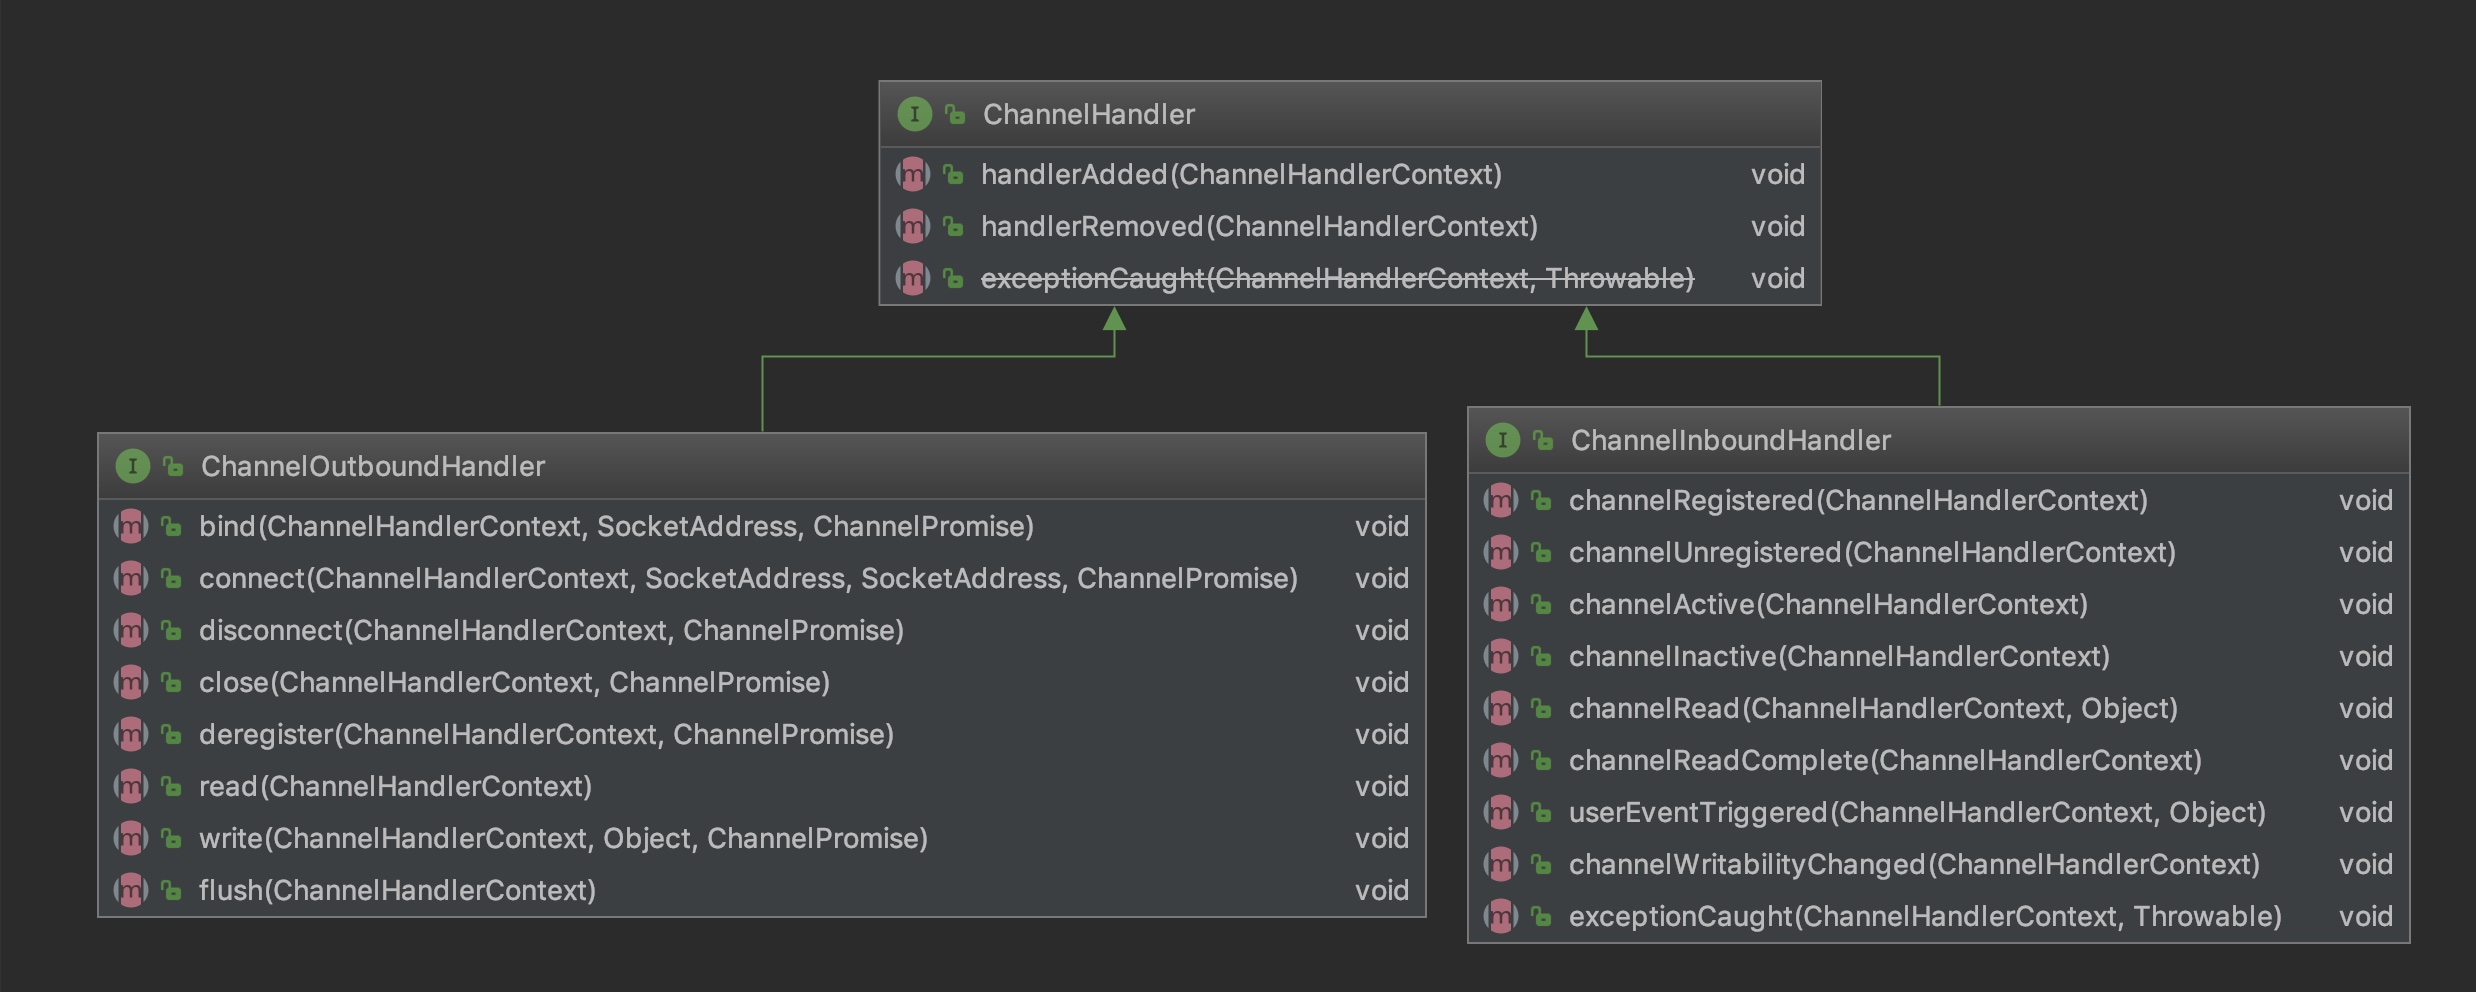 I ChannelHandler
m handlerAdded(ChannelHandlerContext) void
m handlerRemoved(ChannelHandlerContext) void
m exceptionCaught(ChannelHandlerContext, Throwable) void
I ChannelOutboundHandler
m bind(ChannelHandlerContext, SocketAddress, ChannelPromise) void
m connect(ChannelHandlerContext, SocketAddress, SocketAddress, ChannelPromise) void
m disconnect(ChannelHandlerContext, ChannelPromise) void
m close(ChannelHandlerContext, ChannelPromise) void
m deregister(ChannelHandlerContext, ChannelPromise) void
m read(ChannelHandlerContext) void
m write(ChannelHandlerContext, Object, ChannelPromise) void
m flush(ChannelHandlerContext) void
I ChannelInboundHandler
m channelRegistered(ChannelHandlerContext) void
m channelUnregistered(ChannelHandlerContext) void
m channelActive(ChannelHandlerContext) void
m channelInactive(ChannelHandlerContext) void
m channelRead(ChannelHandlerContext, Object) void
m channelReadComplete(ChannelHandlerContext) void
m userEventTriggered(ChannelHandlerContext, Object) void
m channelWritabilityChanged(ChannelHandlerContext) void
m exceptionCaught(ChannelHandlerContext, Throwable) void